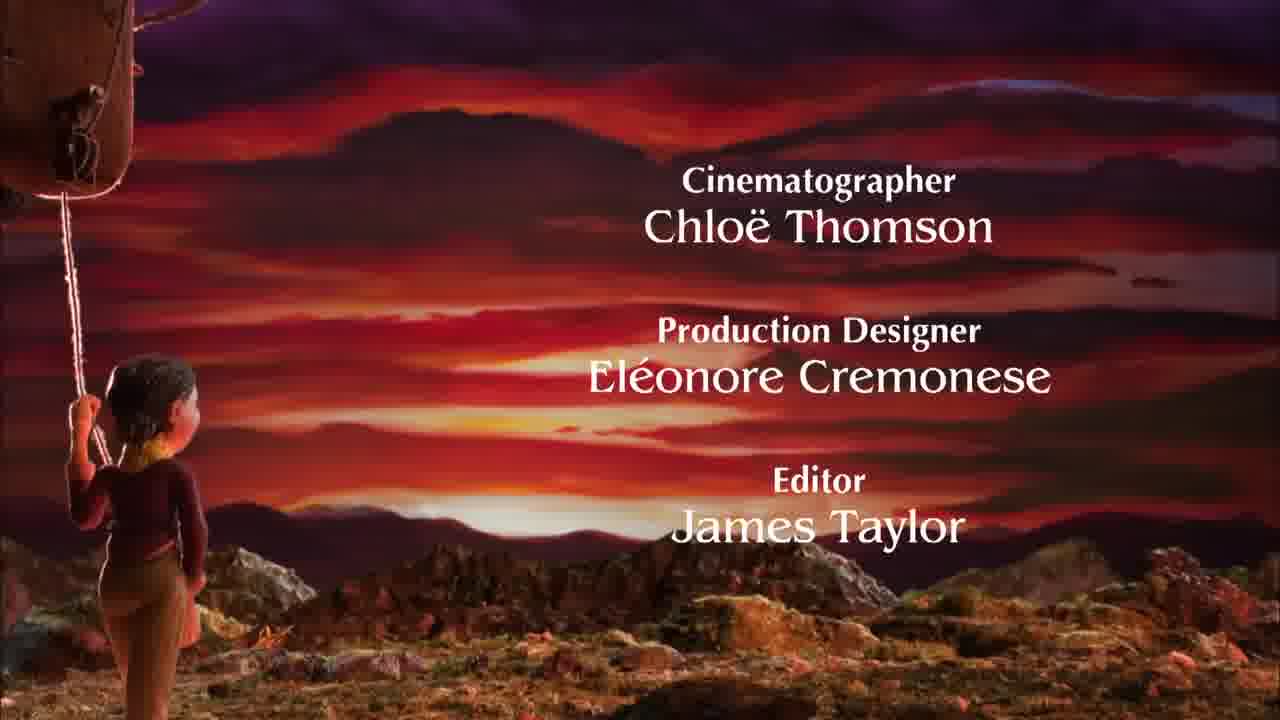 Cinematographer
Chloë Thomson
Production Designer
Eléonore Cremonese
Editor
James Taylor